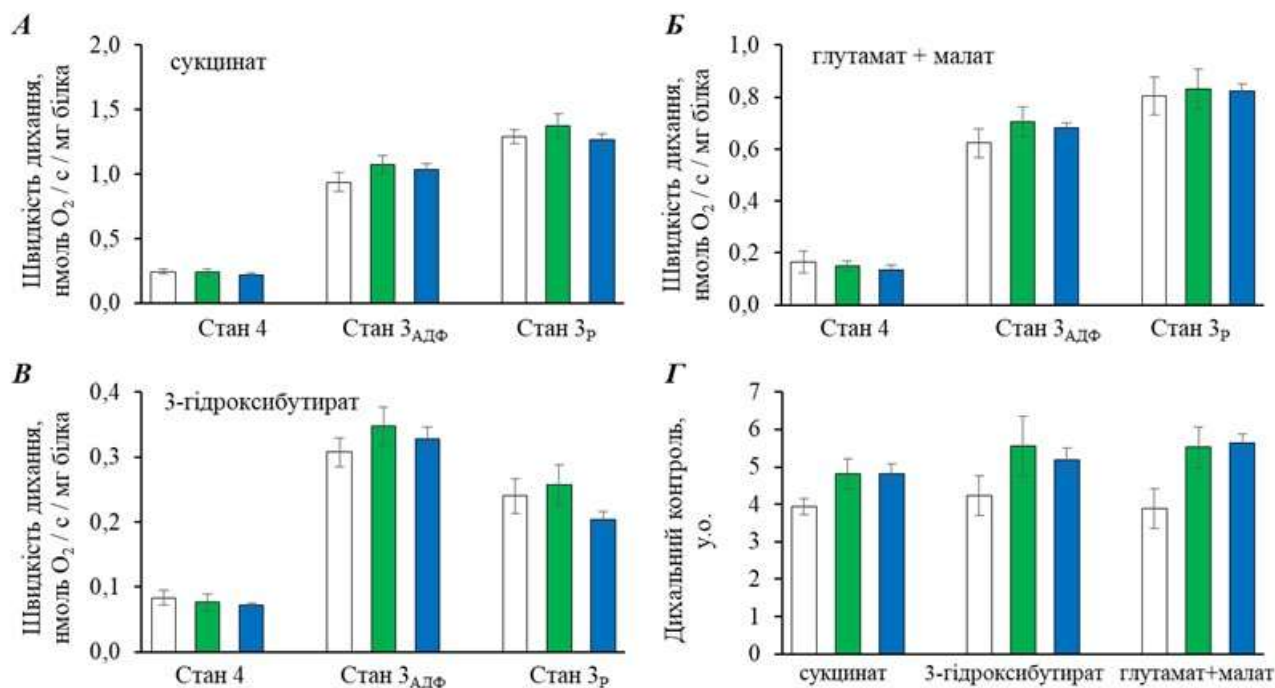 А
2,0
1,5
1,0
0,5
0,0
Швидкість дихання,
нмоль O₂ / с / мг білка
сукцинат
Стан 4
Стан 3АДФ
Стан 3Р
Б
1,0
0,8
0,6
0,4
0,2
0,0
Швидкість дихання,
нмоль O₂ / с / мг білка
глутамат + малат
Стан 4
Стан 3АДФ
Стан 3Р
В
0,4
0,3
0,2
0,1
0,0
Швидкість дихання,
нмоль O₂ / с / мг білка
3-гідроксибутират
Стан 4
Стан 3АДФ
Стан 3Р
Г
8
7
6
5
4
3
2
1
0
Дихальний контроль,
у.о.
сукцинат
3-гідроксибутират
глутамат+малат